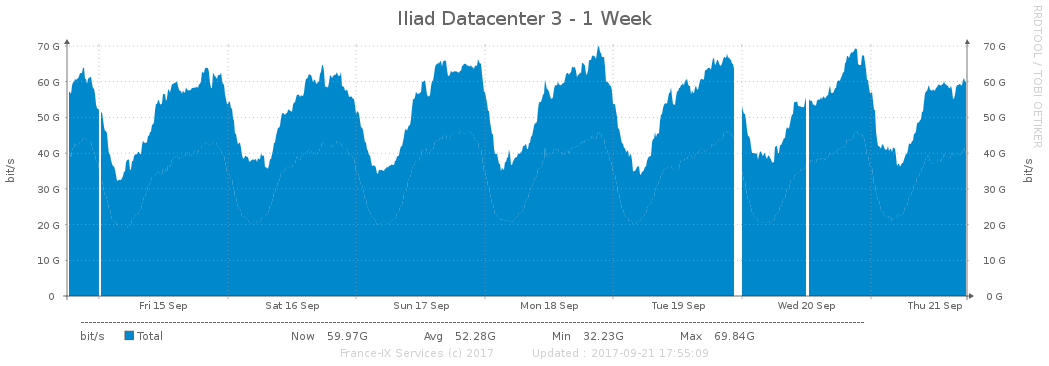 Iliad Datacenter 3 - 1 Week
RRDTOOL / TOBI OETIKER
70 G 70 G
60 G 60 G
50 G 50 G
40 G 40 G
30 G 30 G
20 G 20 G
10 G 10 G
0 0 G
bit/s bit/s
Fri 15 Sep Sat 16 Sep Sun 17 Sep Mon 18 Sep Tue 19 Sep Wed 20 Sep Thu 21 Sep
bit/s Total Now 59.97G Avg 52.28G Min 32.23G Max 69.84G
France-IX Services (c) 2017 Updated : 2017-09-21 17:55:09